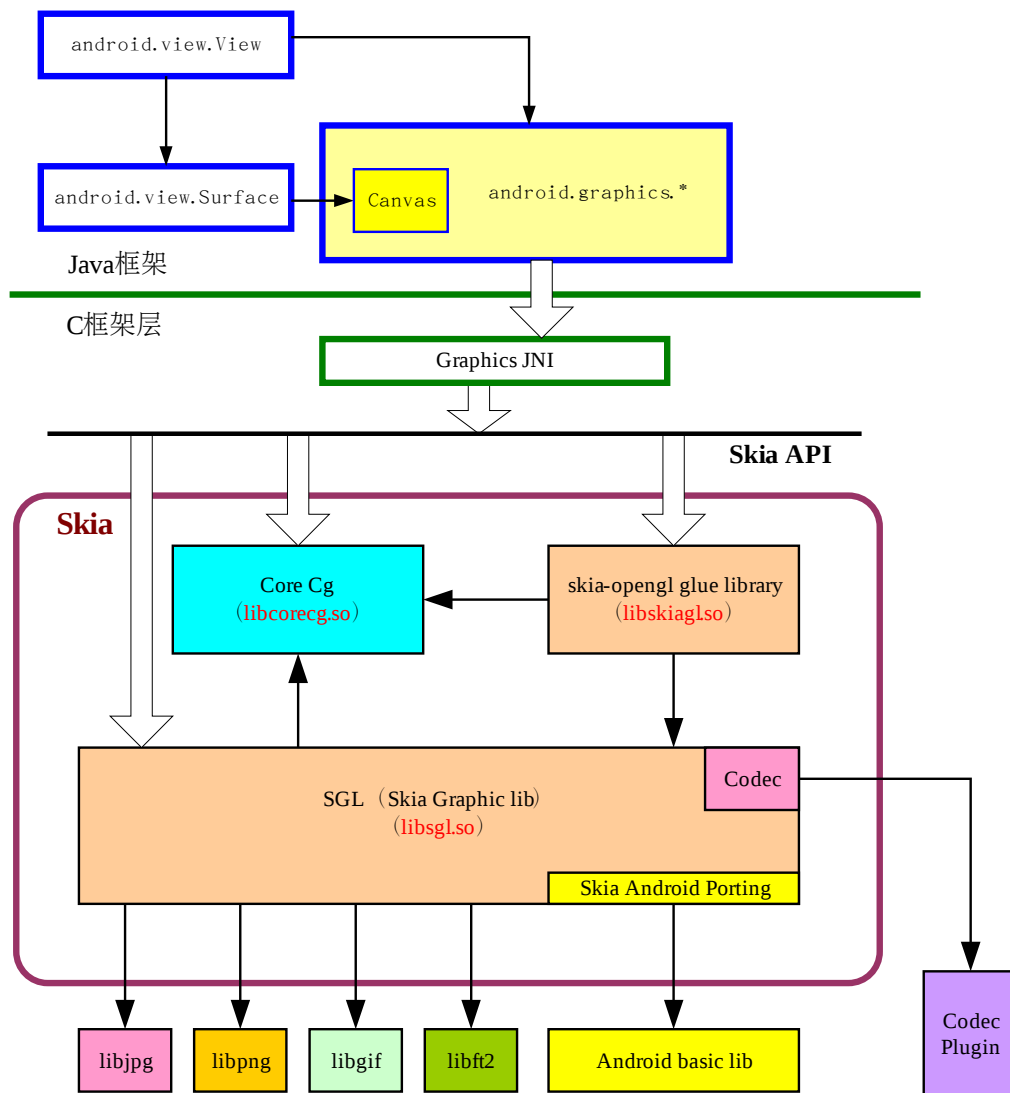 android.view.View
android.view.Surface
Canvas
android.graphics.*
Java框架
C框架层
Graphics JNI
Skia API
Skia
Core Cg
（libcorecg.so）
skia-opengl glue library
（libskiagl.so）
Codec
SGL（Skia Graphic lib）
（libsgl.so）
Skia Android Porting
libjpg
libpng
libgif
libft2
Android basic lib
Codec
Plugin